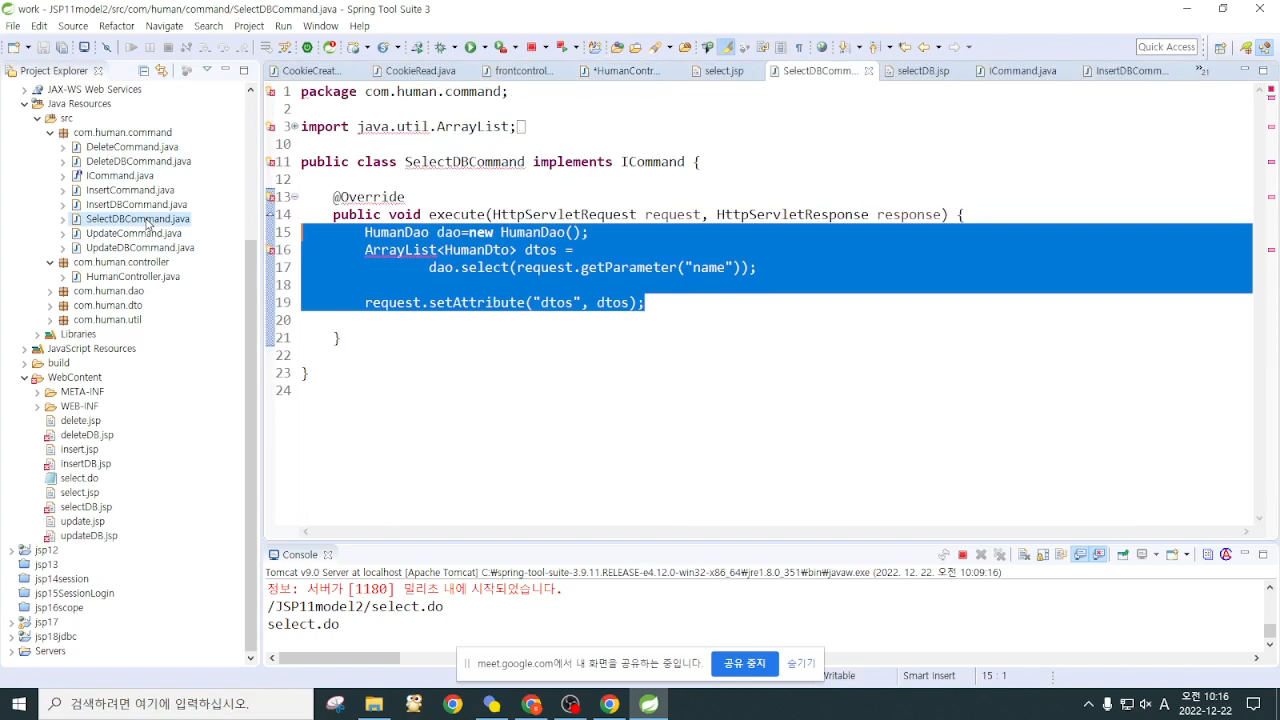 work - JSP11model2/src/com/human/command/SelectDBCommand.java - Spring Tool Suite 3
File Edit Source Refactor Navigate Search Project Run Window Help
Quick Access
Project Explorer
CookieCreat... CookieRead.java frontcontrol... *HumanContr... select.jsp SelectDBComm... selectDB.jsp ICommand.java InsertDBComm... 21
JAX-WS Web Services
Java Resources
src
com.human.command
DeleteCommand.java
DeleteDBCommand.java
ICommand.java
InsertCommand.java
InsertDBCommand.java
SelectDBCommand.java
UpdateCommand.java
UpdateDBCommand.java
com.human.controller
HumanController.java
com.human.dao
com.human.dto
com.human.util
Libraries
JavaScript Resources
build
WebContent
META-INF
WEB-INF
delete.jsp
deleteDB.jsp
insert.jsp
insertDB.jsp
select.do
select.jsp
selectDB.jsp
update.jsp
updateDB.jsp
jsp12
jsp13
jsp14session
jsp15SessionLogin
jsp16scope
jsp17
jsp18jdbc
Servers
1 package com.human.command;
2
3 import java.util.ArrayList;
10
11 public class SelectDBCommand implements ICommand {
12
13 @Override
14 public void execute(HttpServletRequest request, HttpServletResponse response) {
15 HumanDao dao=new HumanDao();
16 ArrayList<HumanDto> dtos =
17 dao.select(request.getParameter("name"));
18
19 request.setAttribute("dtos", dtos);
20
21 }
22
23 }
24
Console
Tomcat v9.0 Server at localhost [Apache Tomcat] C:₩spring-tool-suite-3.9.11.RELEASE-e4.12.0-win32-x86_64₩jre1.8.0_351₩bin₩javaw.exe (2022. 12. 22. 오전 10:09:16)
정보: 서버가 [1180] 밀리초 내에 시작되었습니다.
/JSP11model2/select.do
select.do
meet.google.com에서 내 화면을 공유하는 중입니다. 공유 중지 숨기기
Writable Smart Insert 15 : 1
검색하려면 여기에 입력하십시오.
A 오전 10:16
2022-12-22